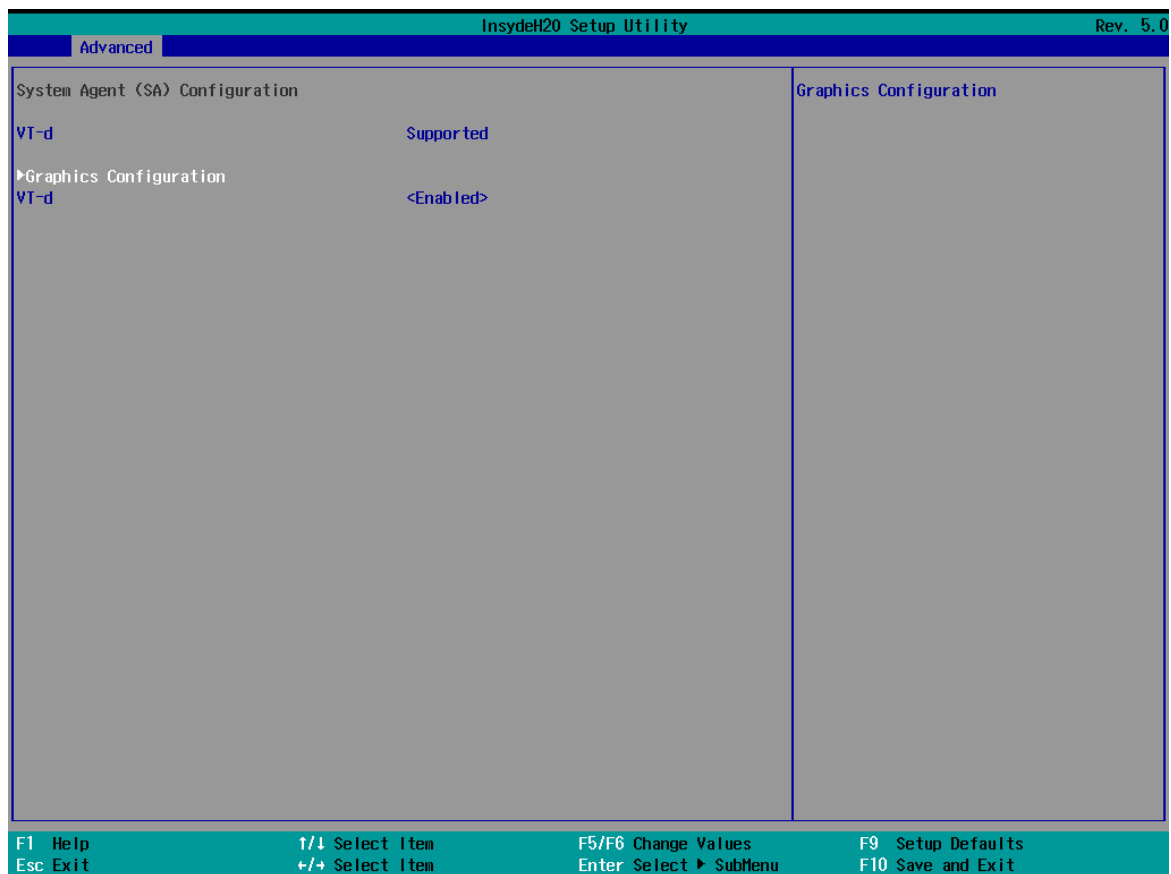 InsydeH20 Setup Utility Rev. 5.0
Advanced
System Agent (SA) Configuration Graphics Configuration
VT-d Supported
▶Graphics Configuration
VT-d <Enabled>
F1 Help ↑/↓ Select Item F5/F6 Change Values F9 Setup Defaults
Esc Exit ←/→ Select Item Enter Select ▶ SubMenu F10 Save and Exit